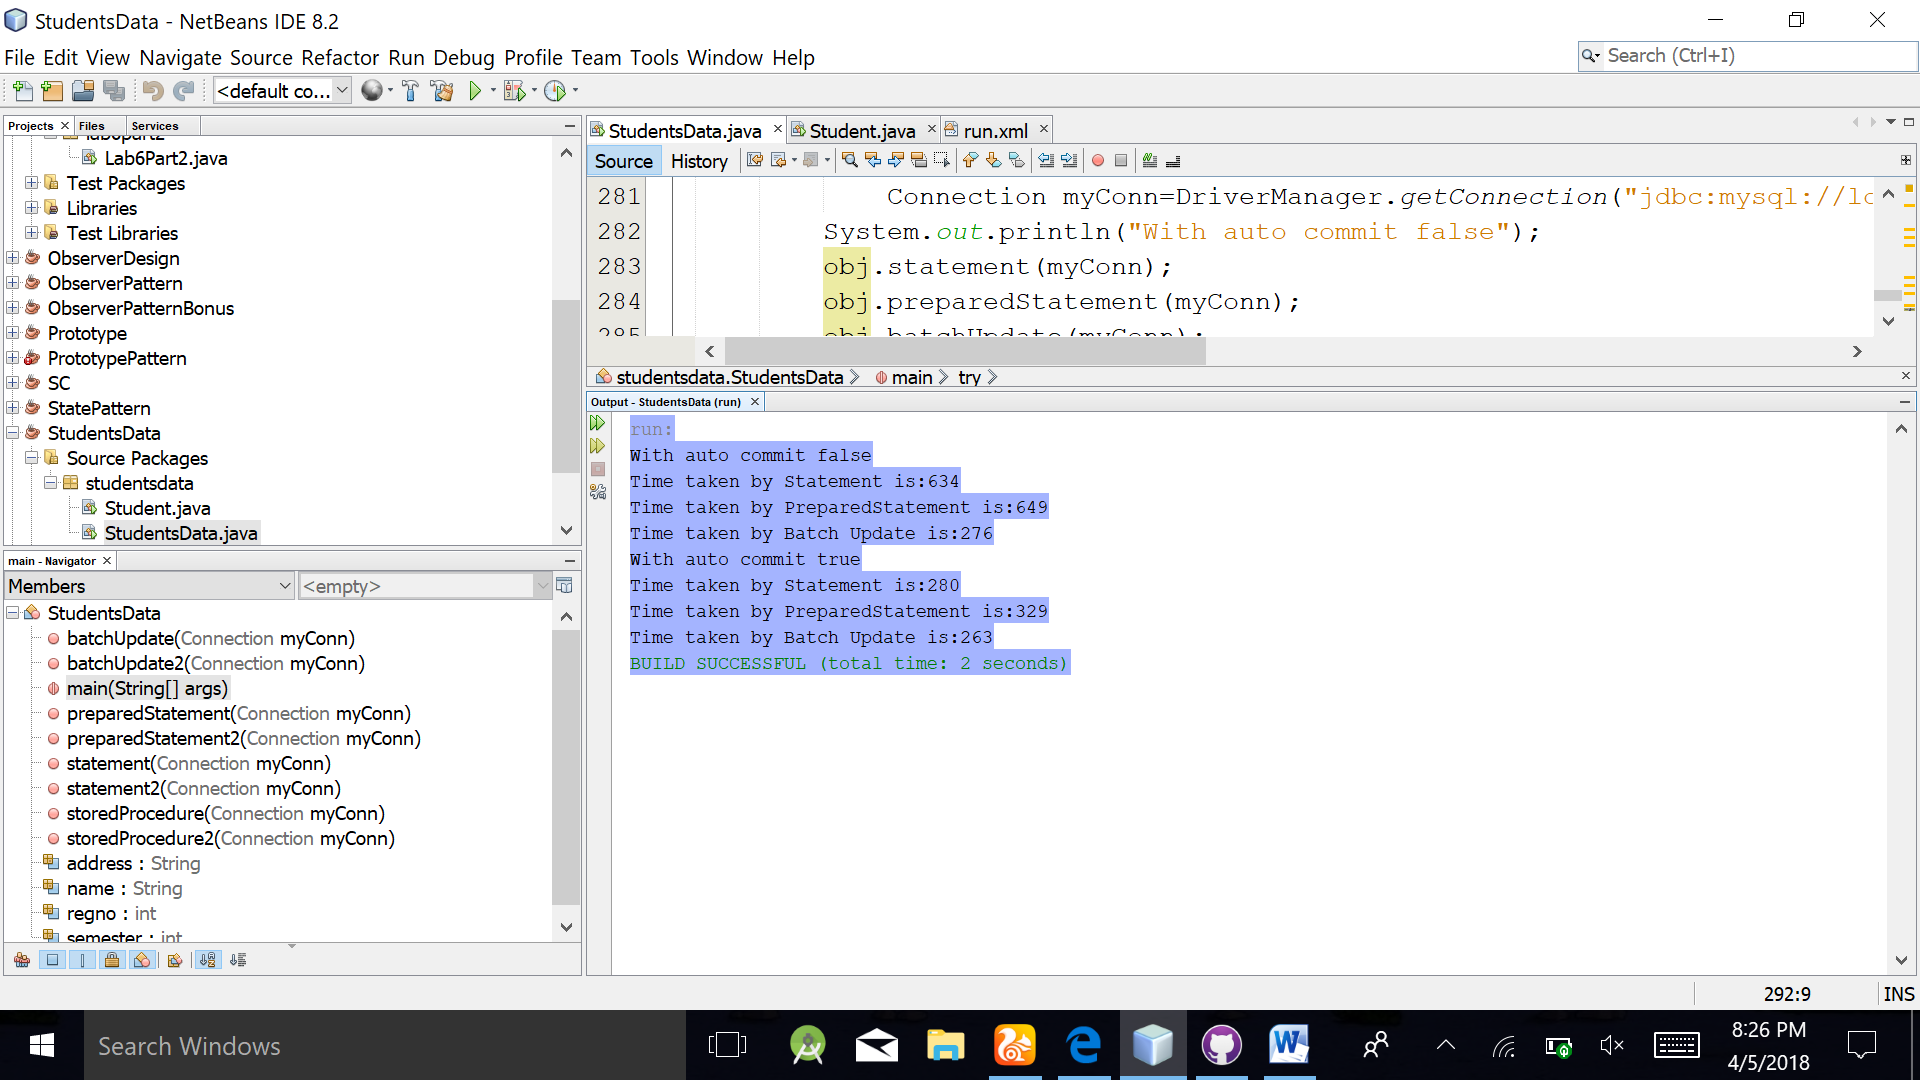 StudentsData - NetBeans IDE 8.2
File Edit View Navigate Source Refactor Run Debug Profile Team Tools Window Help
Search (Ctrl+I)
<default co...
Projects
Files
Services
lab6part2
Lab6Part2.java
Test Packages
Libraries
Test Libraries
ObserverDesign
ObserverPattern
ObserverPatternBonus
Prototype
PrototypePattern
SC
StatePattern
StudentsData
Source Packages
studentsdata
Student.java
StudentsData.java
main - Navigator
Members
<empty>
StudentsData
batchUpdate(Connection myConn)
batchUpdate2(Connection myConn)
main(String[] args)
preparedStatement(Connection myConn)
preparedStatement2(Connection myConn)
statement(Connection myConn)
statement2(Connection myConn)
storedProcedure(Connection myConn)
storedProcedure2(Connection myConn)
address : String
name : String
regno : int
semester : int
StudentsData.java
Student.java
run.xml
Source
History
281 Connection myConn=DriverManager.getConnection("jdbc:mysql://lo
282 System.out.println("With auto commit false");
283 obj.statement(myConn);
284 obj.preparedStatement(myConn);
285 obj.batchUpdate(myConn);
studentsdata.StudentsData
main
try
Output - StudentsData (run)
run:
With auto commit false
Time taken by Statement is:634
Time taken by PreparedStatement is:649
Time taken by Batch Update is:276
With auto commit true
Time taken by Statement is:280
Time taken by PreparedStatement is:329
Time taken by Batch Update is:263
BUILD SUCCESSFUL (total time: 2 seconds)
292:9
INS
Search Windows
8:26 PM
4/5/2018